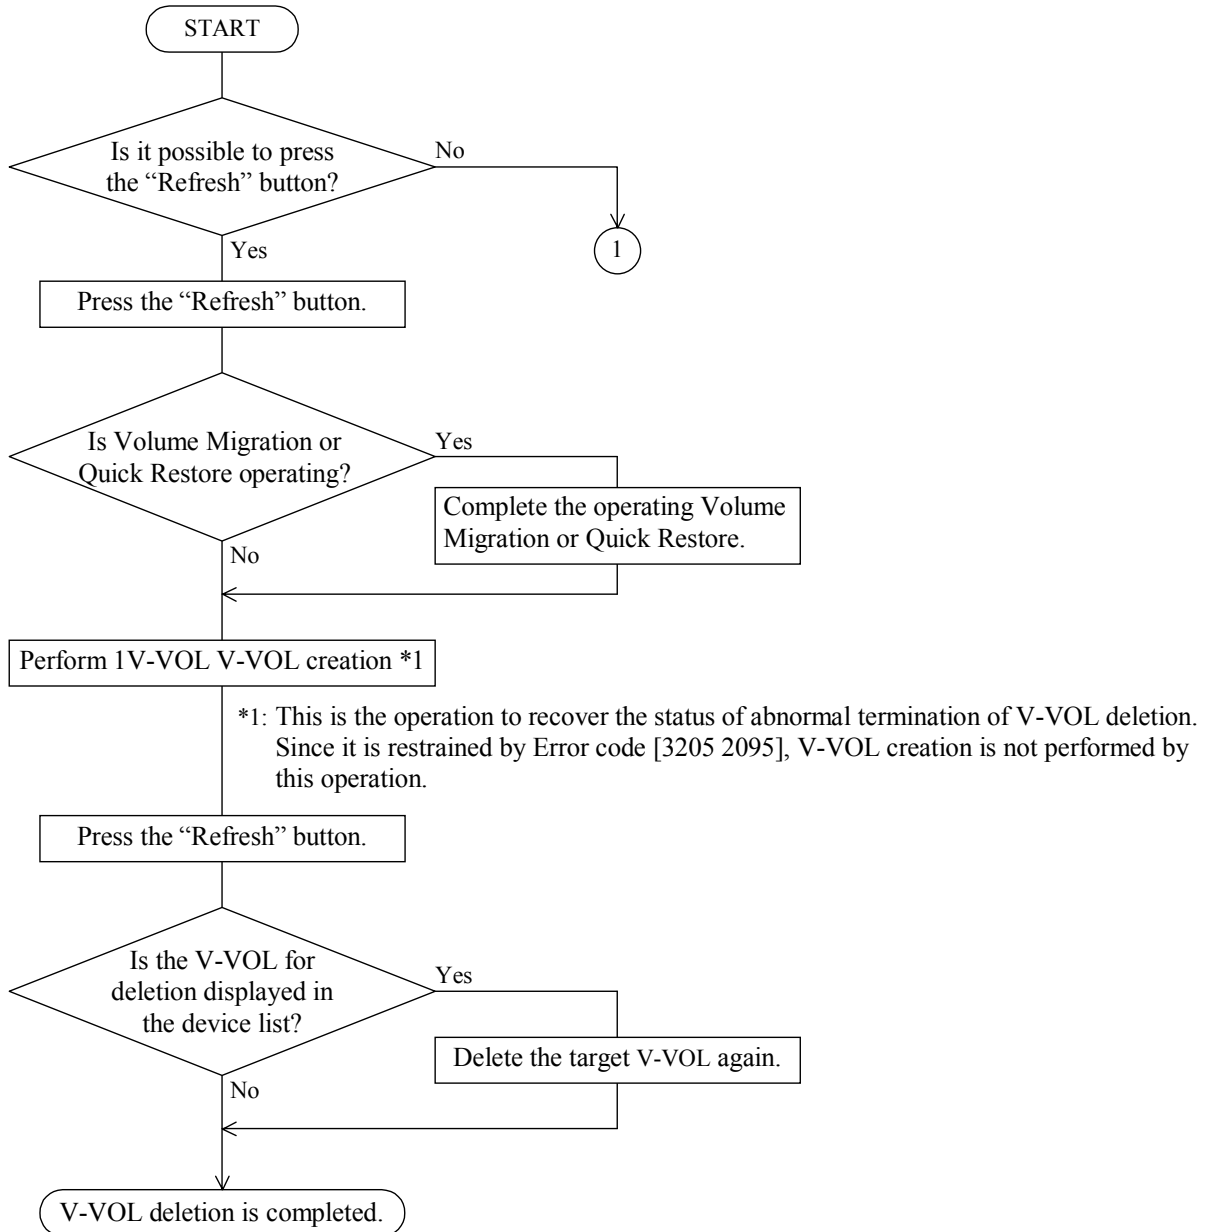 START
Is it possible to press
the “Refresh” button?
No
1
Yes
Press the “Refresh” button.
Is Volume Migration or
Quick Restore operating?
Yes
Complete the operating Volume
Migration or Quick Restore.
No
Perform 1V-VOL V-VOL creation *1
*1: This is the operation to recover the status of abnormal termination of V-VOL deletion.
Since it is restrained by Error code [3205 2095], V-VOL creation is not performed by
this operation.
Press the “Refresh” button.
Is the V-VOL for
deletion displayed in
the device list?
Yes
Delete the target V-VOL again.
No
V-VOL deletion is completed.